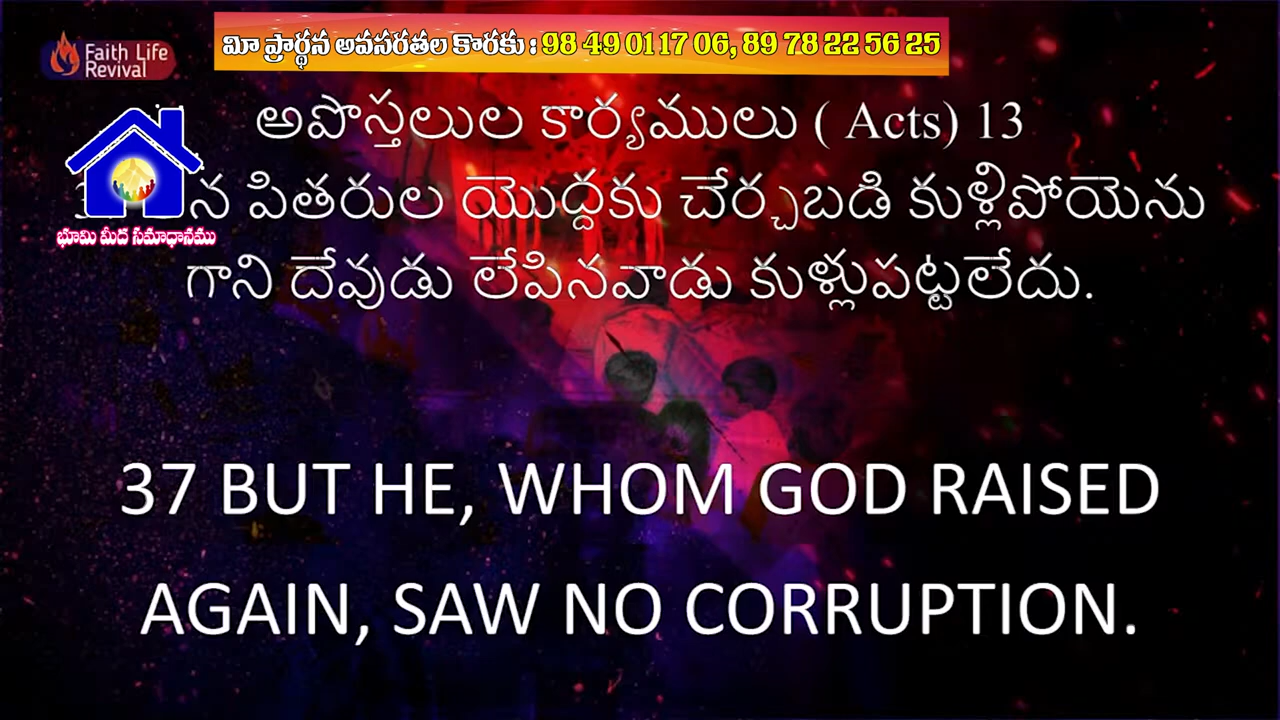 Faith Life
Revival
మీ ప్రార్థన అవసరతల కొరకు : 98 49 01 17 06, 89 78 22 56 25
అపొస్తలుల కార్యములు ( Acts) 13
పితరుల యొద్దకు చేర్చబడి కుళ్లిపోయెను
భూమి మీద సమాధానము
గాని దేవుడు లేపినవాడు కుళ్లుపట్టలేదు.
37 BUT HE, WHOM GOD RAISED
AGAIN, SAW NO CORRUPTION.